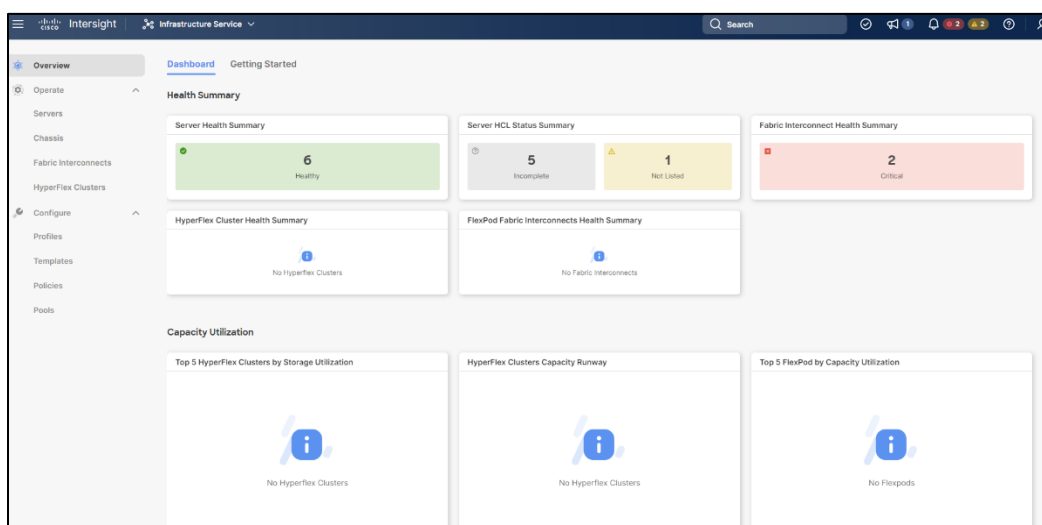 cisco Intersight Infrastructure Service Search 1 2 2
Overview
Operate
Servers
Chassis
Fabric Interconnects
HyperFlex Clusters
Configure
Profiles
Templates
Policies
Pools
Dashboard Getting Started
Health Summary
Server Health Summary
6
Healthy
Server HCL Status Summary
5
Incomplete
1
Not Listed
Fabric Interconnect Health Summary
2
Critical
HyperFlex Cluster Health Summary
No Hyperflex Clusters
FlexPod Fabric Interconnects Health Summary
No Fabric Interconnects
Capacity Utilization
Top 5 HyperFlex Clusters by Storage Utilization
No Hyperflex Clusters
HyperFlex Clusters Capacity Runway
No Hyperflex Clusters
Top 5 FlexPod by Capacity Utilization
No Flexpods